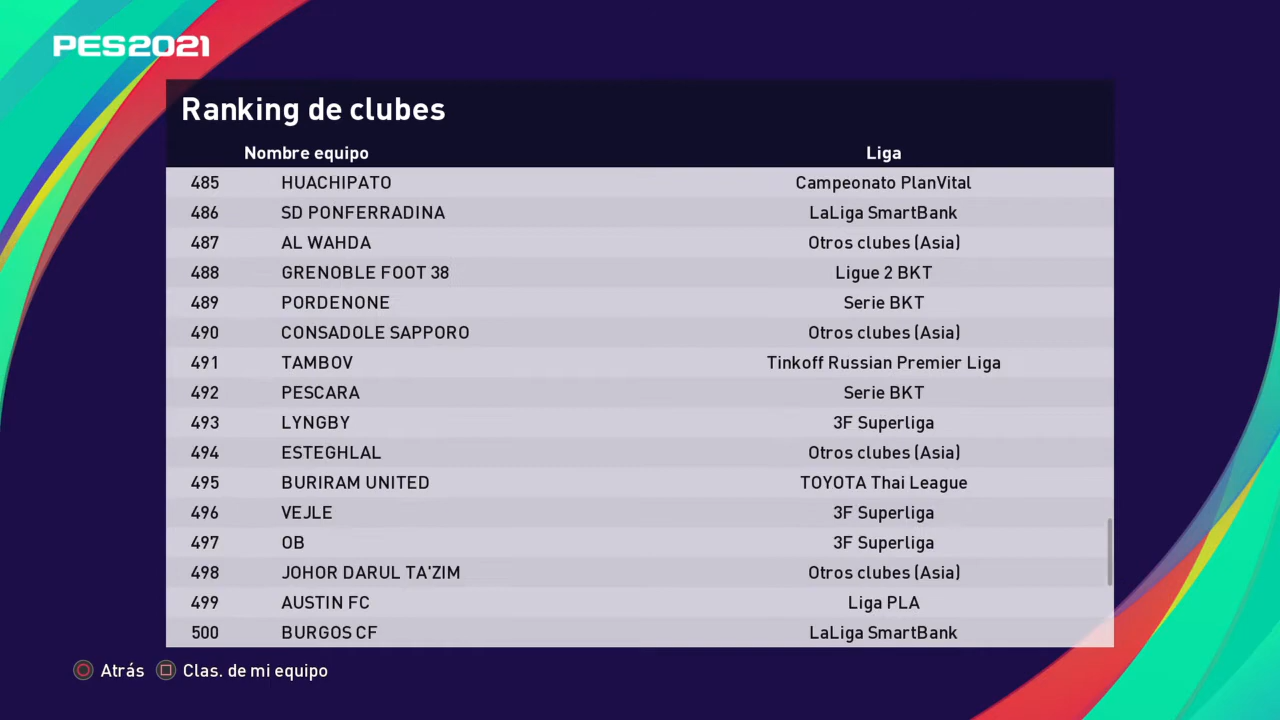 PES2021
Ranking de clubes
Nombre equipo Liga
485 HUACHIPATO Campeonato PlanVital
486 SD PONFERRADINA LaLiga SmartBank
487 AL WAHDA Otros clubes (Asia)
488 GRENOBLE FOOT 38 Ligue 2 BKT
489 PORDENONE Serie BKT
490 CONSADOLE SAPPORO Otros clubes (Asia)
491 TAMBOV Tinkoff Russian Premier Liga
492 PESCARA Serie BKT
493 LYNGBY 3F Superliga
494 ESTEGHLAL Otros clubes (Asia)
495 BURIRAM UNITED TOYOTA Thai League
496 VEJLE 3F Superliga
497 OB 3F Superliga
498 JOHOR DARUL TA'ZIM Otros clubes (Asia)
499 AUSTIN FC Liga PLA
500 BURGOS CF LaLiga SmartBank
Atrás Clas. de mi equipo